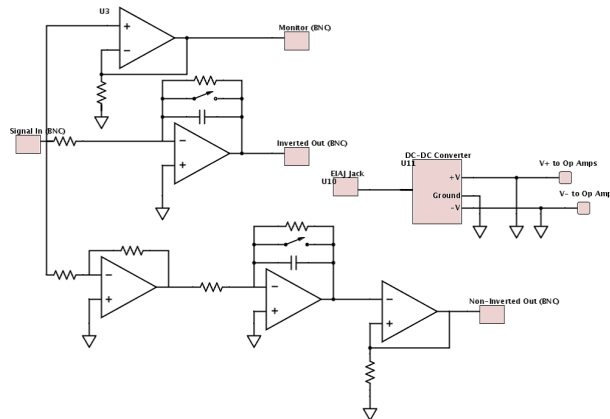 U3
Monitor (BNC)
Signal In (BNC)
Inverted Out (BNC)
DC-DC Converter
U11
EIAJ Jack
U10
+V
Ground
-V
V+ to Op Amps
V- to Op Amp
Non-Inverted Out (BNC)